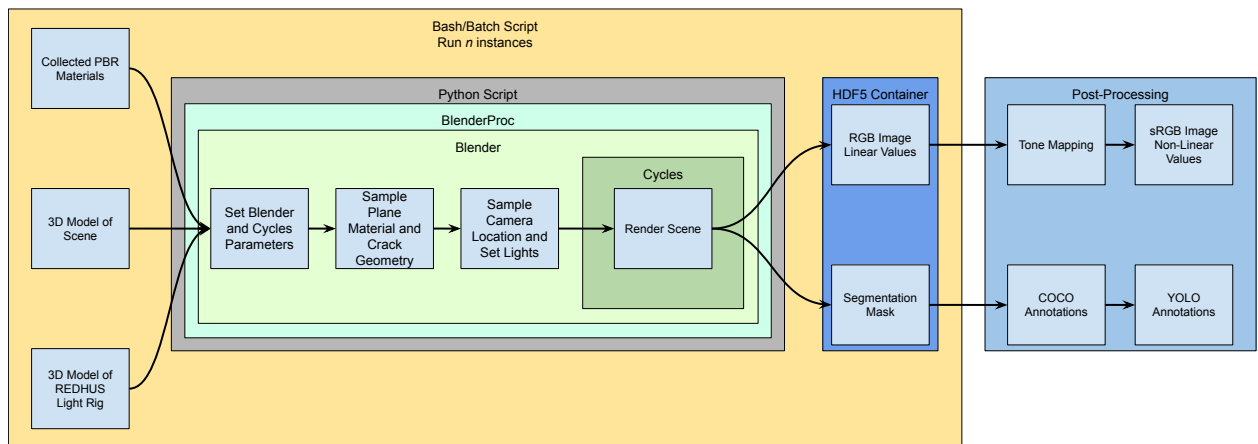 Bash/Batch Script
Run n instances
Collected PBR
Materials
3D Model of
Scene
3D Model of
REDHUS
Light Rig
Python Script
BlenderProc
Blender
Set Blender
and Cycles
Parameters
Sample
Plane
Material and
Crack
Geometry
Sample
Camera
Location and
Set Lights
Cycles
Render Scene
HDF5 Container
RGB Image
Linear Values
Segmentation
Mask
Post-Processing
Tone Mapping
sRGB Image
Non-Linear
Values
COCO
Annotations
YOLO
Annotations